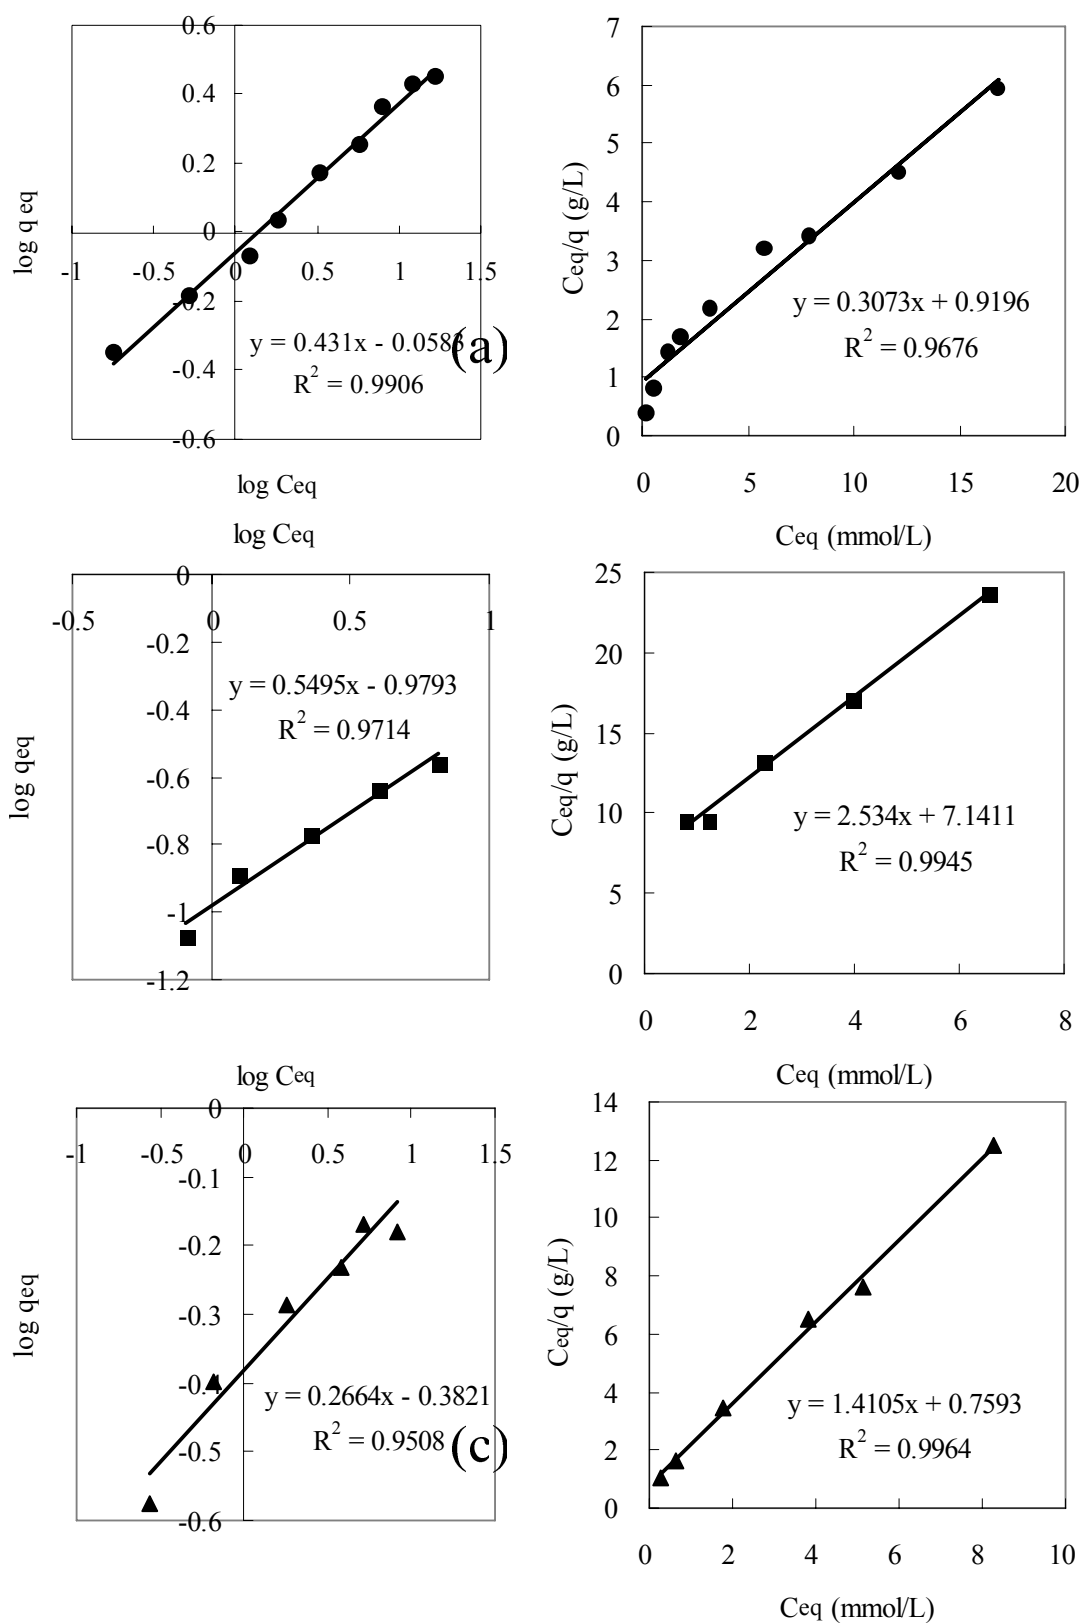 0.6
0.4
0.2
0
-0.2
-0.4
-0.6
-1
-0.5
0
0.5
1
1.5
log q eq
y = 0.431x - 0.0583
R2 = 0.9906
(a)
log Ceq
7
6
5
4
3
2
1
0
Ceq/q (g/L)
y = 0.3073x + 0.9196
R2 = 0.9676
0
5
10
15
20
Ceq (mmol/L)
log Ceq
0
-0.2
-0.4
-0.6
-0.8
-1
-1.2
-0.5
0
0.5
1
log qeq
y = 0.5495x - 0.9793
R2 = 0.9714
25
20
15
10
5
0
Ceq/q (g/L)
y = 2.534x + 7.1411
R2 = 0.9945
0
2
4
6
8
Ceq (mmol/L)
log Ceq
0
-0.1
-0.2
-0.3
-0.4
-0.5
-0.6
-1
-0.5
0
0.5
1
1.5
log qeq
y = 0.2664x - 0.3821
R2 = 0.9508
(c)
14
12
10
8
6
4
2
0
Ceq/q (g/L)
y = 1.4105x + 0.7593
R2 = 0.9964
0
2
4
6
8
10
Ceq (mmol/L)